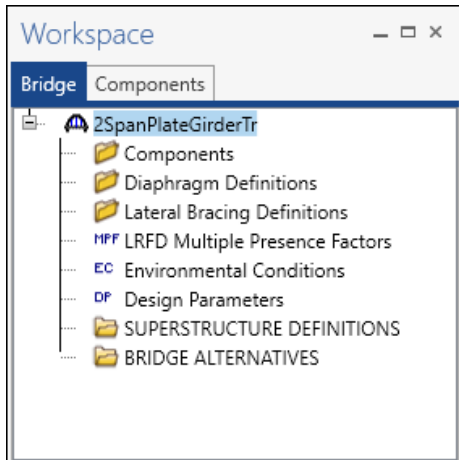 Workspace
Bridge Components
2SpanPlateGirderTr
Components
Diaphragm Definitions
Lateral Bracing Definitions
MPF LRFD Multiple Presence Factors
EC Environmental Conditions
DP Design Parameters
SUPERSTRUCTURE DEFINITIONS
BRIDGE ALTERNATIVES